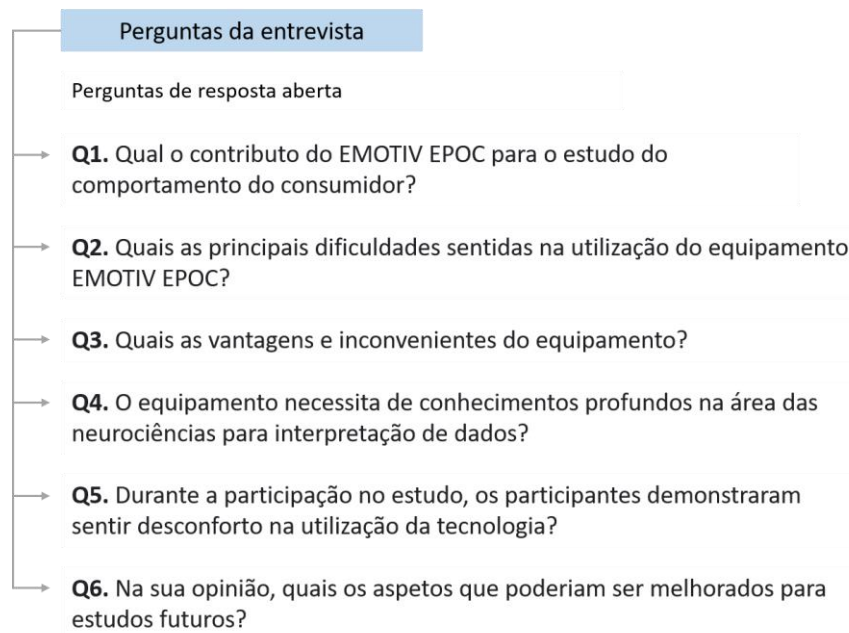 Perguntas da entrevista
Perguntas de resposta aberta
Q1. Qual o contributo do EMOTIV EPOC para o estudo do
comportamento do consumidor?
Q2. Quais as principais dificuldades sentidas na utilização do equipamento
EMOTIV EPOC?
Q3. Quais as vantagens e inconvenientes do equipamento?
Q4. O equipamento necessita de conhecimentos profundos na área das
neurociências para interpretação de dados?
Q5. Durante a participação no estudo, os participantes demonstraram
sentir desconforto na utilização da tecnologia?
Q6. Na sua opinião, quais os aspetos que poderiam ser melhorados para
estudos futuros?